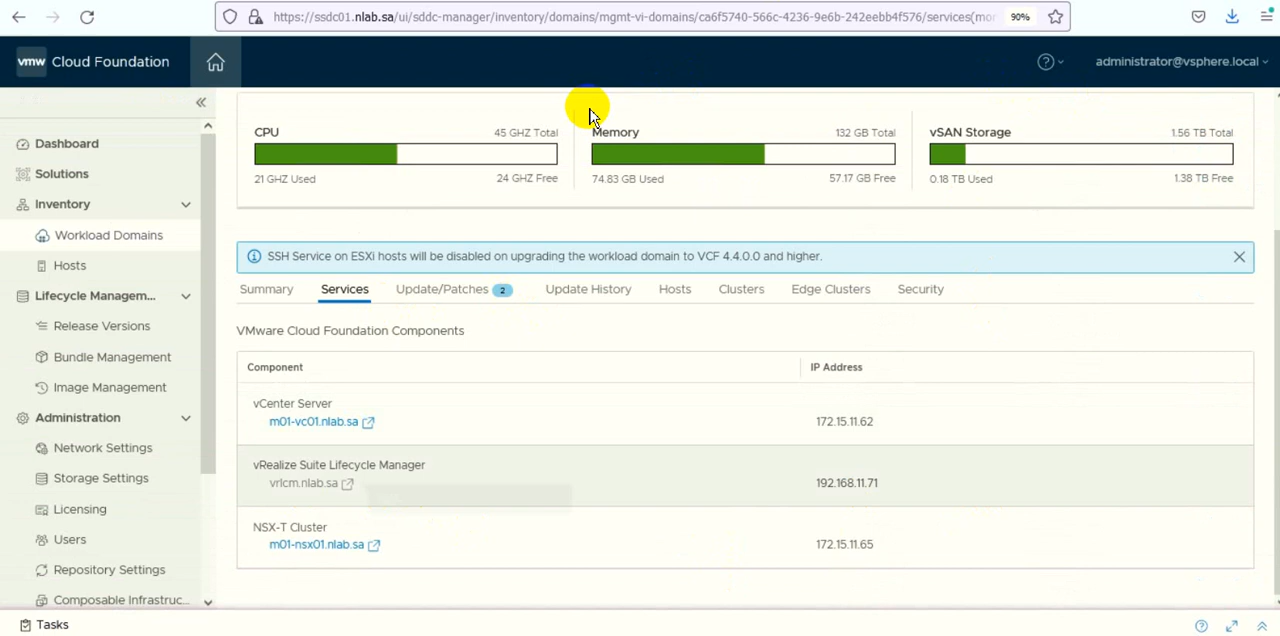 https://ssdc01.nlab.sa/ui/sddc-manager/inventory/domains/mgmt-vi-domains/ca6f5740-566c-4236-9e6b-242eebb4f576/services(mo
90%
vmw Cloud Foundation
administrator@vsphere.local
Dashboard
Solutions
Inventory
Workload Domains
Hosts
Lifecycle Managem...
Release Versions
Bundle Management
Image Management
Administration
Network Settings
Storage Settings
Licensing
Users
Repository Settings
Composable Infrastruc...
CPU 45 GHZ Total
21 GHZ Used 24 GHZ Free
Memory 132 GB Total
74.83 GB Used 57.17 GB Free
vSAN Storage 1.56 TB Total
0.18 TB Used 1.38 TB Free
SSH Service on ESXi hosts will be disabled on upgrading the workload domain to VCF 4.4.0.0 and higher.
Summary Services Update/Patches 2 Update History Hosts Clusters Edge Clusters Security
VMware Cloud Foundation Components
Component IP Address
vCenter Server
m01-vc01.nlab.sa 172.15.11.62
vRealize Suite Lifecycle Manager
vrlcm.nlab.sa 192.168.11.71
NSX-T Cluster
m01-nsx01.nlab.sa 172.15.11.65
Tasks